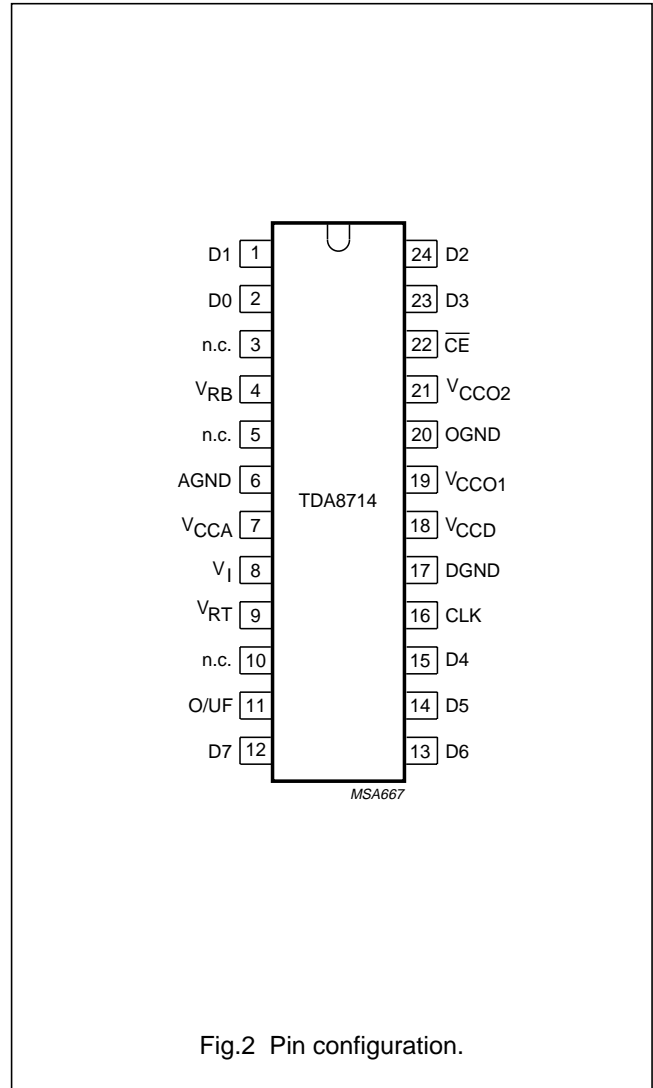 D1 1 24 D2
D0 2 23 D3
n.c. 3 22 C̅E̅
VRB 4 21 VCCO2
n.c. 5 20 OGND
AGND 6 19 VCCO1
TDA8714
VCCA 7 18 VCCD
VI 8 17 DGND
VRT 9 16 CLK
n.c. 10 15 D4
O/UF 11 14 D5
D7 12 13 D6
MSA667
Fig.2 Pin configuration.